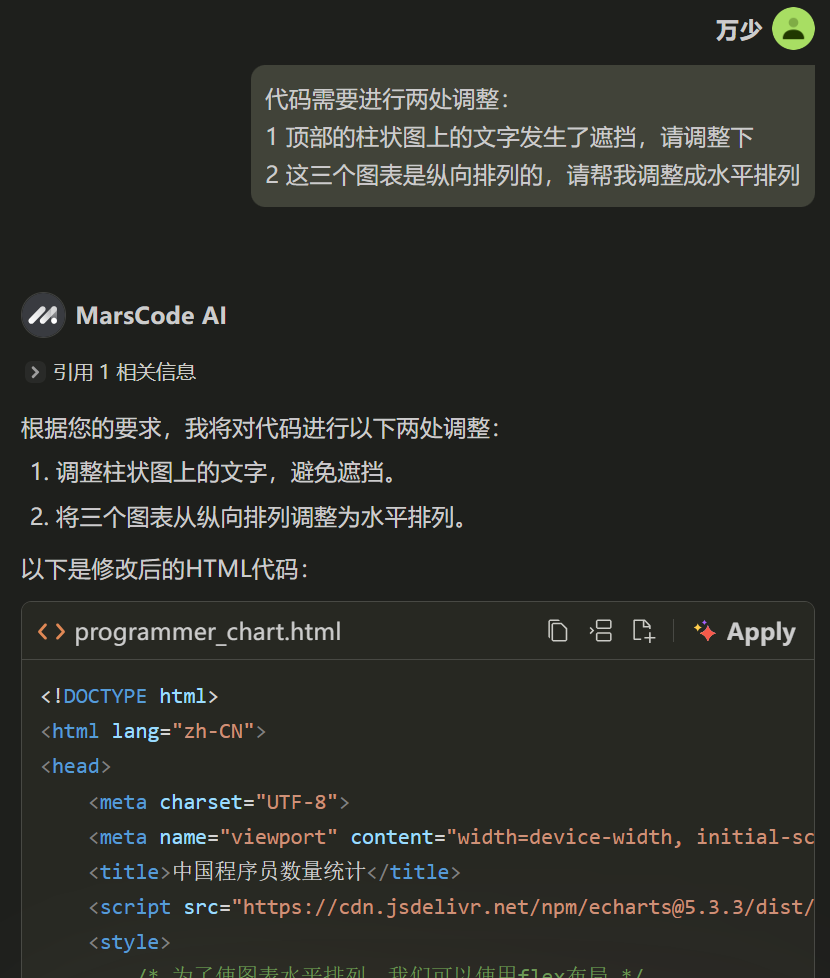 万少
代码需要进行两处调整：
1 顶部的柱状图上的文字发生了遮挡，请调整下
2 这三个图表是纵向排列的，请帮我调整成水平排列
MarsCode AI
引用 1 相关信息
根据您的要求，我将对代码进行以下两处调整：
1. 调整柱状图上的文字，避免遮挡。
2. 将三个图表从纵向排列调整为水平排列。
以下是修改后的HTML代码：
programmer_chart.html
Apply
<!DOCTYPE html>
<html lang="zh-CN">
<head>
<meta charset="UTF-8">
<meta name="viewport" content="width=device-width, initial-sc
<title>中国程序员数量统计</title>
<script src="https://cdn.jsdelivr.net/npm/echarts@5.3.3/dist/
<style>
/* 为了使图表水平排列，我们可以使用flex布局 */